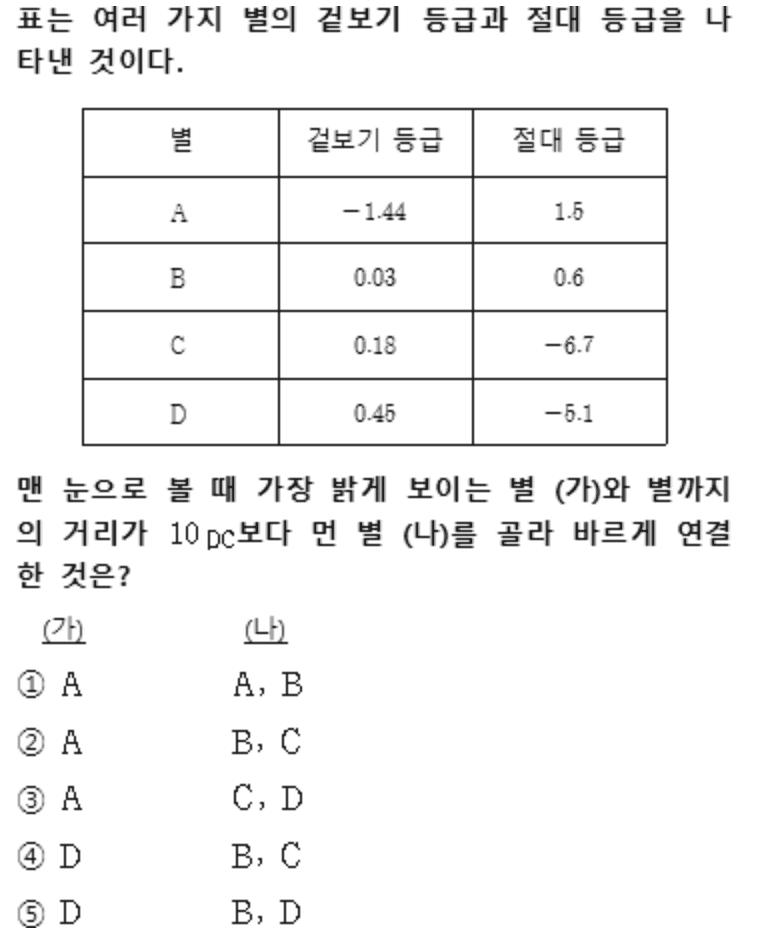 표는 여러 가지 별의 겉보기 등급과 절대 등급을 나
타낸 것이다.
별 겉보기 등급 절대 등급
A −1.44 1.5
B 0.03 0.6
C 0.18 −6.7
D 0.45 −5.1
맨 눈으로 볼 때 가장 밝게 보이는 별 (가)와 별까지
의 거리가 10pc보다 먼 별 (나)를 골라 바르게 연결
한 것은?
(가) (나)
① A A, B
② A B, C
③ A C, D
④ D B, C
⑤ D B, D